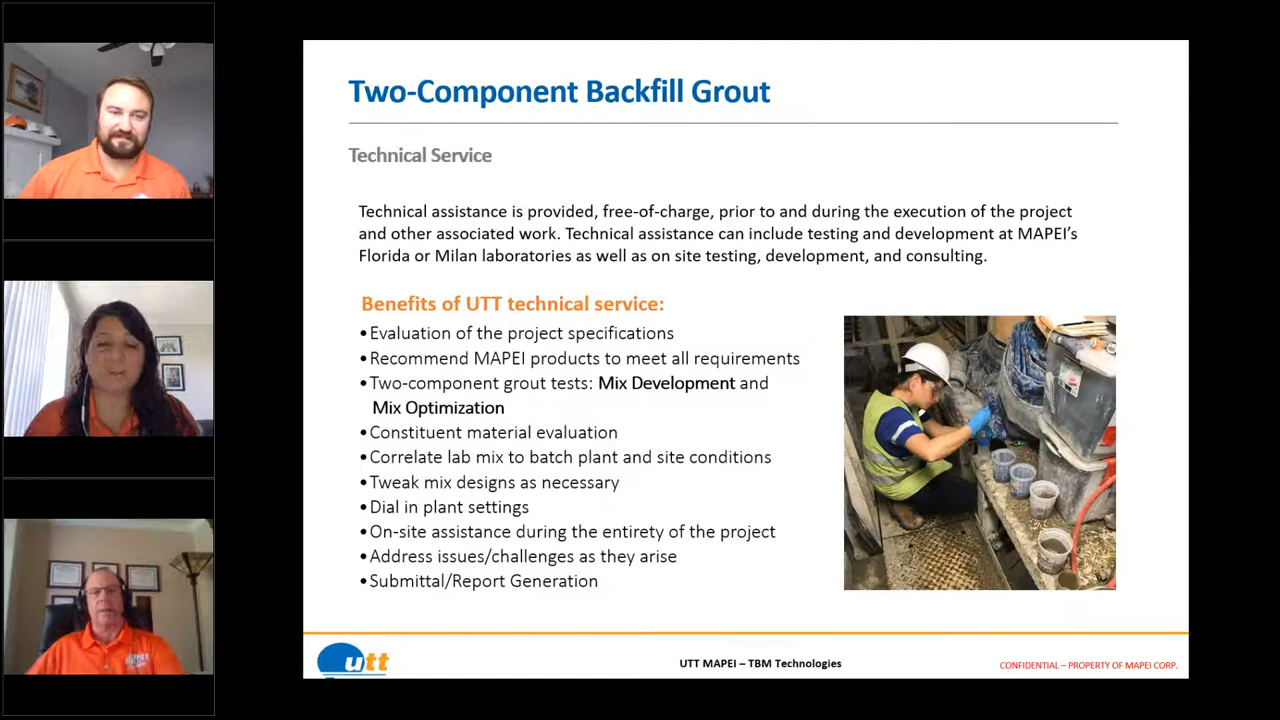 Two-Component Backfill Grout
Technical Service
Technical assistance is provided, free-of-charge, prior to and during the execution of the project
and other associated work. Technical assistance can include testing and development at MAPEI's
Florida or Milan laboratories as well as on site testing, development, and consulting.
Benefits of UTT technical service:
•Evaluation of the project specifications
•Recommend MAPEI products to meet all requirements
•Two-component grout tests: Mix Development and
Mix Optimization
•Constituent material evaluation
•Correlate lab mix to batch plant and site conditions
•Tweak mix designs as necessary
•Dial in plant settings
•On-site assistance during the entirety of the project
•Address issues/challenges as they arise
•Submittal/Report Generation
utt
UTT MAPEI – TBM Technologies
CONFIDENTIAL – PROPERTY OF MAPEI CORP.